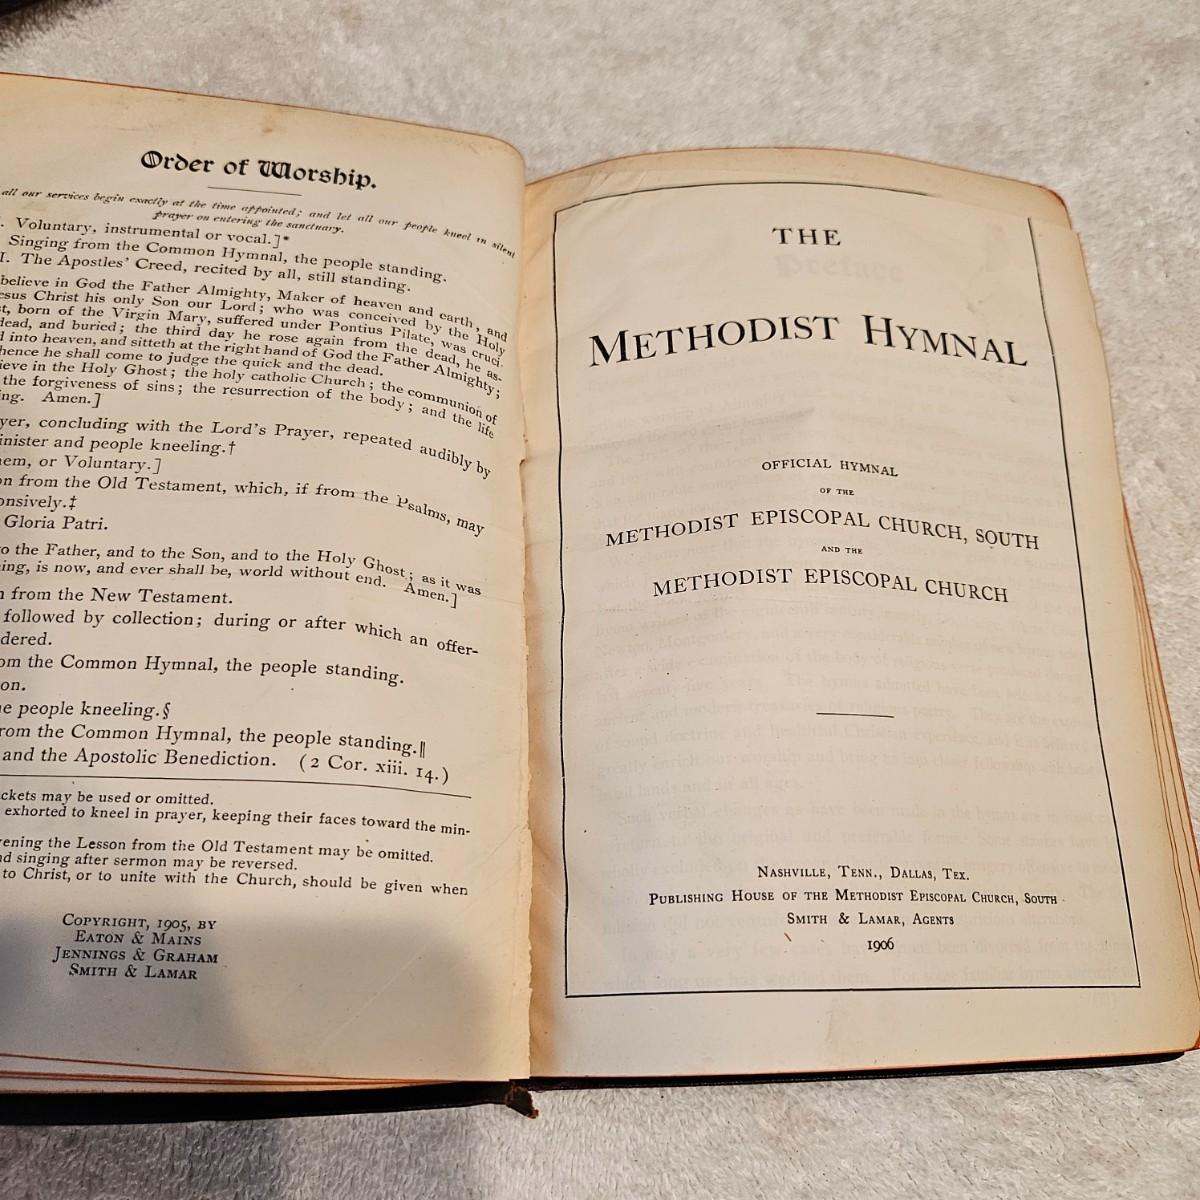 Order of Worship.
all our services begin exactly at the time appointed; and let all our people kneel in silent
prayer on entering the sanctuary.
. Voluntary, instrumental or vocal.]*
Singing from the Common Hymnal, the people standing.
I. The Apostles' Creed, recited by all, still standing.
believe in God the Father Almighty, Maker of heaven and earth, and
esus Christ his only Son our Lord; who was conceived by the Holy
t, born of the Virgin Mary, suffered under Pontius Pilate, was cruci-
dead, and buried; the third day he rose again from the dead, he as-
d into heaven, and sitteth at the right hand of God the Father Almighty;
hence he shall come to judge the quick and the dead.
ieve in the Holy Ghost; the holy catholic Church; the communion of
the forgiveness of sins; the resurrection of the body; and the life
ng. Amen.]
yer, concluding with the Lord's Prayer, repeated audibly by
inister and people kneeling.†
hem, or Voluntary.]
on from the Old Testament, which, if from the Psalms, may
onsively.‡
Gloria Patri.
to the Father, and to the Son, and to the Holy Ghost; as it was
ing, is now, and ever shall be, world without end. Amen.]
n from the New Testament.
followed by collection; during or after which an offer-
dered.
om the Common Hymnal, the people standing.
on.
e people kneeling.§
rom the Common Hymnal, the people standing.‖
and the Apostolic Benediction. (2 Cor. xiii. 14.)
ckets may be used or omitted.
exhorted to kneel in prayer, keeping their faces toward the min-
vening the Lesson from the Old Testament may be omitted.
nd singing after sermon may be reversed.
to Christ, or to unite with the Church, should be given when
COPYRIGHT, 1905, BY
EATON & MAINS
JENNINGS & GRAHAM
SMITH & LAMAR
THE
METHODIST HYMNAL
OFFICIAL HYMNAL
OF THE
METHODIST EPISCOPAL CHURCH, SOUTH
AND THE
METHODIST EPISCOPAL CHURCH
NASHVILLE, TENN., DALLAS, TEX.
PUBLISHING HOUSE OF THE METHODIST EPISCOPAL CHURCH, SOUTH
SMITH & LAMAR, AGENTS
1906